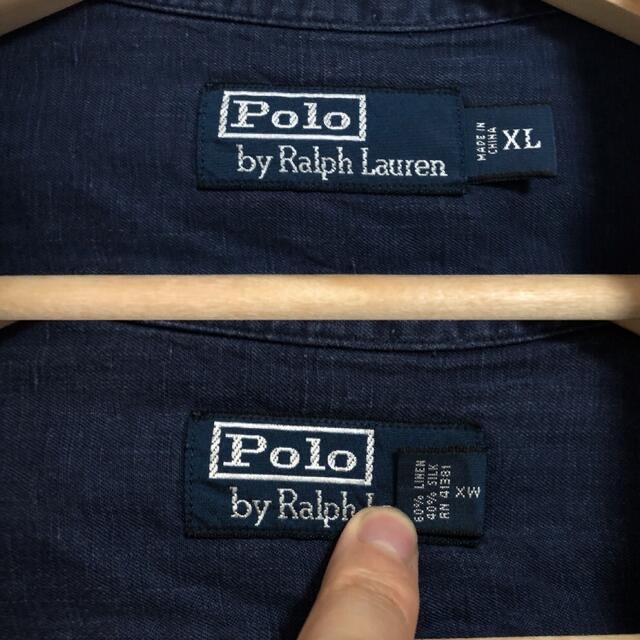 Polo
by Ralph Lauren
MADE IN
CHINA
XL
Polo
by Ralph L
60% LINEN
40% SILK
RN 41381
XW